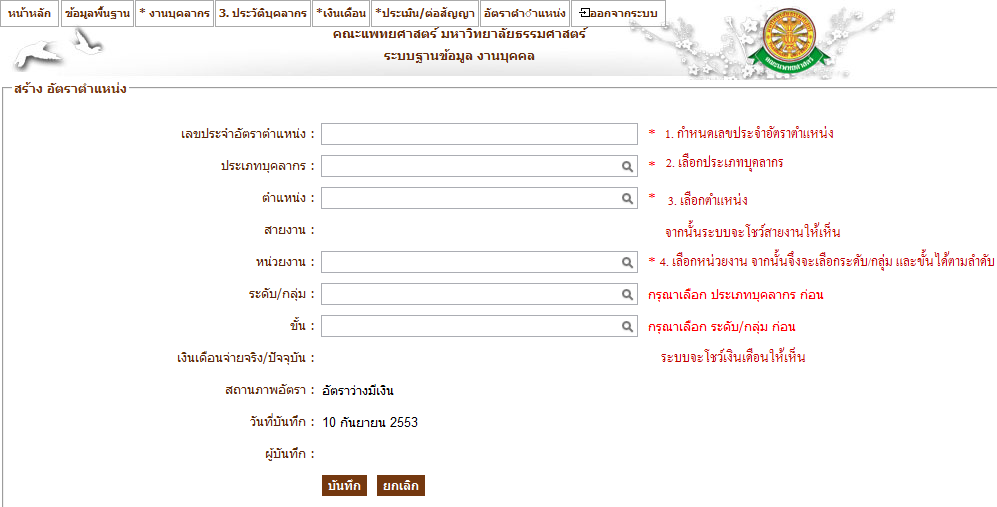 หน้าหลัก ข้อมูลพื้นฐาน * งานบุคลากร 3. ประวัติบุคลากร *เงินเดือน *ประเมิน/ต่อสัญญา อัตราตำแหน่ง ออกจากระบบ
คณะแพทยศาสตร์ มหาวิทยาลัยธรรมศาสตร์
ระบบฐานข้อมูล งานบุคคล
คณะแพทยศาสตร์
สร้าง อัตราตำแหน่ง
เลขประจำอัตราตำแหน่ง : * 1. กำหนดเลขประจำอัตราตำแหน่ง
ประเภทบุคลากร : * 2. เลือกประเภทบุคลากร
ตำแหน่ง : * 3. เลือกตำแหน่ง
สายงาน : จากนั้นระบบจะโชว์สายงานให้เห็น
หน่วยงาน : * 4. เลือกหน่วยงาน จากนั้นจึงจะเลือกระดับ/กลุ่ม และขั้นได้ตามลำดับ
ระดับ/กลุ่ม : กรุณาเลือก ประเภทบุคลากร ก่อน
ขั้น : กรุณาเลือก ระดับ/กลุ่ม ก่อน
เงินเดือนจ่ายจริง/ปัจจุบัน : ระบบจะโชว์เงินเดือนให้เห็น
สถานภาพอัตรา : อัตราว่างมีเงิน
วันที่บันทึก : 10 กันยายน 2553
ผู้บันทึก :
บันทึก ยกเลิก